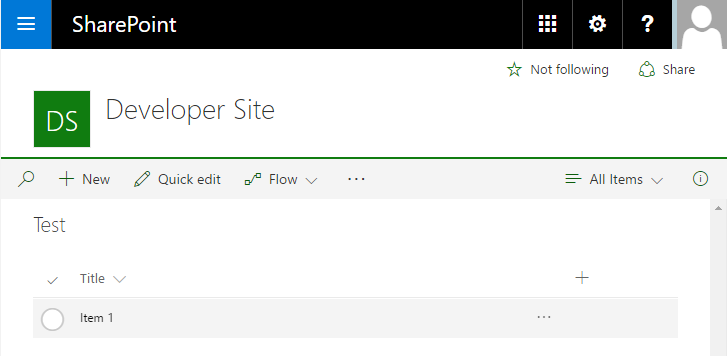 SharePoint ?
Not following Share
DS Developer Site
New Quick edit Flow ... All Items
Test
Title
Item 1 ...